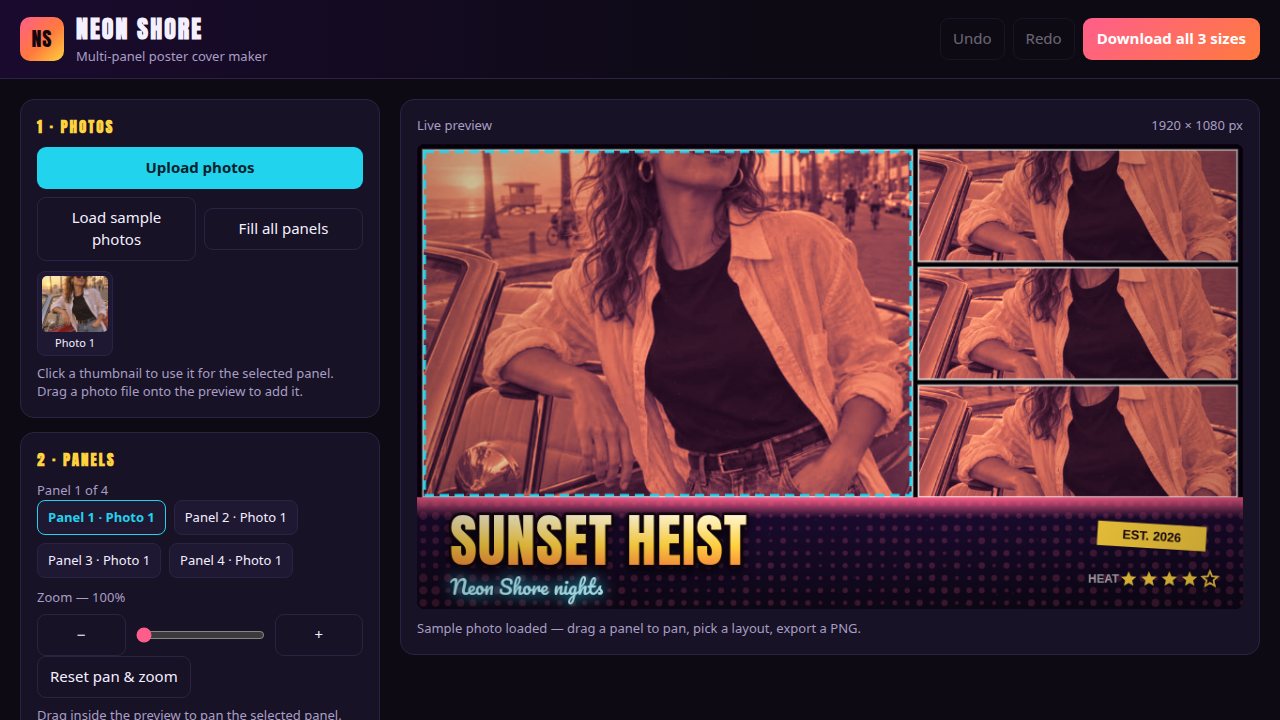 NS
NEON SHORE
Multi-panel poster cover maker
Undo
Redo
Download all 3 sizes
1 · PHOTOS
Upload photos
Load sample
photos
Fill all panels
Photo 1
Click a thumbnail to use it for the selected panel.
Drag a photo file onto the preview to add it.
2 · PANELS
Panel 1 of 4
Panel 1 · Photo 1
Panel 2 · Photo 1
Panel 3 · Photo 1
Panel 4 · Photo 1
Zoom — 100%
−
+
Reset pan & zoom
Drag inside the preview to pan the selected panel.
Live preview
1920 × 1080 px
SUNSET HEIST
Neon Shore nights
EST. 2026
HEAT
Sample photo loaded — drag a panel to pan, pick a layout, export a PNG.